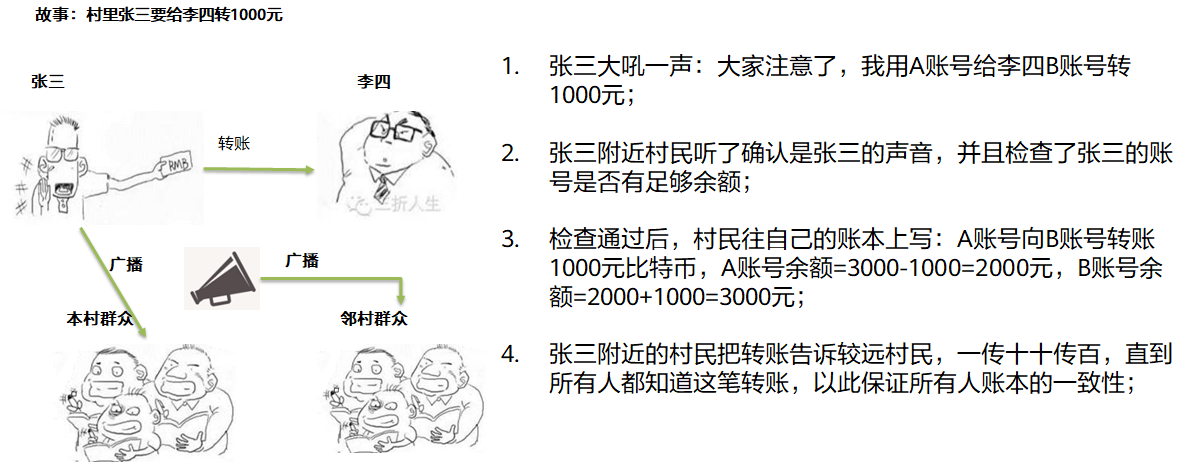 故事：村里张三要给李四转1000元
张三
李四
RMB
转账
三折人生
广播
广播
本村群众
邻村群众
1. 张三大吼一声：大家注意了，我用A账号给李四B账号转
1000元；
2. 张三附近村民听了确认是张三的声音，并且检查了张三的账
号是否有足够余额；
3. 检查通过后，村民往自己的账本上写：A账号向B账号转账
1000元比特币，A账号余额=3000-1000=2000元，B账号余
额=2000+1000=3000元；
4. 张三附近的村民把转账告诉较远村民，一传十十传百，直到
所有人都知道这笔转账，以此保证所有人账本的一致性；